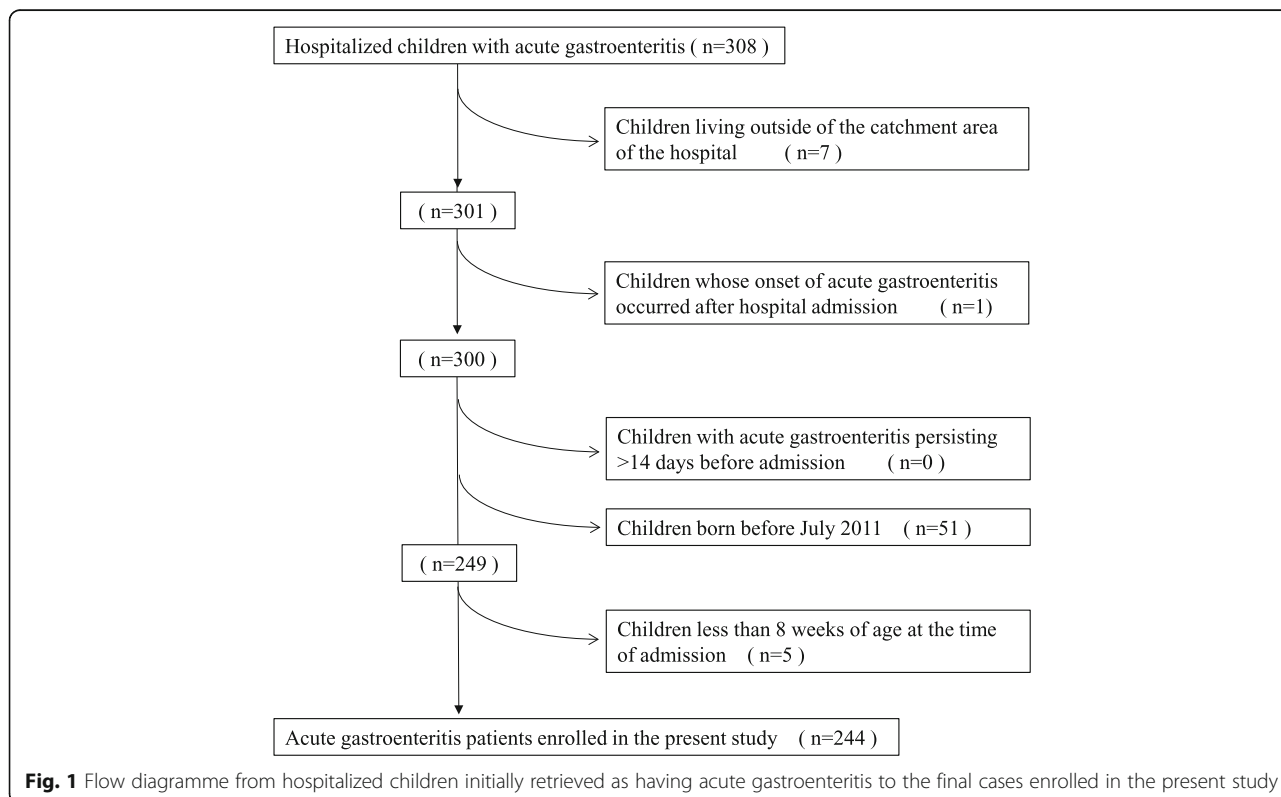 Hospitalized children with acute gastroenteritis ( n=308 )
Children living outside of the catchment area
of the hospital ( n=7 )
( n=301 )
Children whose onset of acute gastroenteritis
occurred after hospital admission ( n=1)
( n=300 )
Children with acute gastroenteritis persisting
>14 days before admission ( n=0 )
Children born before July 2011 ( n=51 )
( n=249 )
Children less than 8 weeks of age at the time
of admission ( n=5 )
Acute gastroenteritis patients enrolled in the present study ( n=244 )
Fig. 1 Flow diagramme from hospitalized children initially retrieved as having acute gastroenteritis to the final cases enrolled in the present study